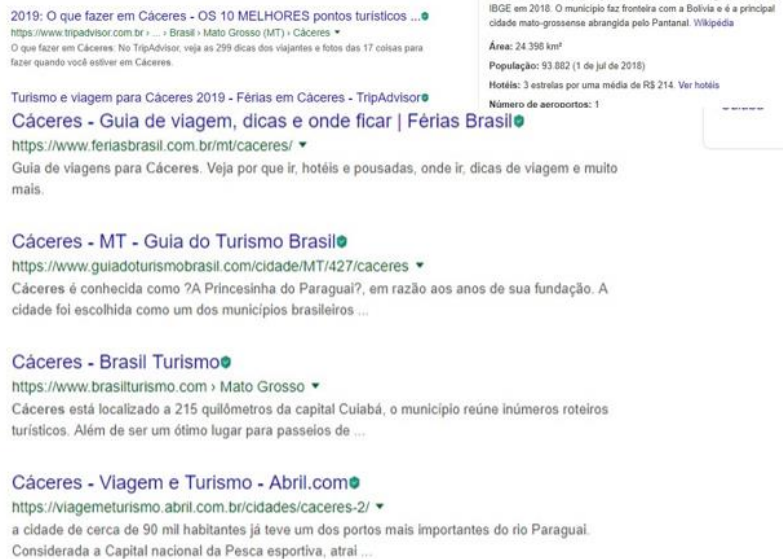 2019: O que fazer em Cáceres - OS 10 MELHORES pontos turísticos ...
https://www.tripadvisor.com.br › ... › Brasil › Mato Grosso (MT) › Cáceres
O que fazer em Cáceres: No TripAdvisor, veja as 299 dicas dos viajantes e fotos das 17 coisas para
fazer quando você estiver em Cáceres.
Turismo e viagem para Cáceres 2019 - Férias em Cáceres - TripAdvisor
IBGE em 2018. O município faz fronteira com a Bolívia e é a principal
cidade mato-grossense abrangida pelo Pantanal. Wikipédia
Área: 24.398 km²
População: 93.882 (1 de jul de 2018)
Hotéis: 3 estrelas por uma média de R$ 214. Ver hotéis
Número de aeroportos: 1
Cáceres - Guia de viagem, dicas e onde ficar | Férias Brasil
https://www.feriasbrasil.com.br/mt/caceres/
Guia de viagens para Cáceres. Veja por que ir, hotéis e pousadas, onde ir, dicas de viagem e muito
mais.
Cáceres - MT - Guia do Turismo Brasil
https://www.guiadoturismobrasil.com/cidade/MT/427/caceres
Cáceres é conhecida como ?A Princesinha do Paraguai?, em razão aos anos de sua fundação. A
cidade foi escolhida como um dos municípios brasileiros ...
Cáceres - Brasil Turismo
https://www.brasilturismo.com › Mato Grosso
Cáceres está localizado a 215 quilômetros da capital Cuiabá, o município reúne inúmeros roteiros
turísticos. Além de ser um ótimo lugar para passeios de ...
Cáceres - Viagem e Turismo - Abril.com
https://viagemeturismo.abril.com.br/cidades/caceres-2/
a cidade de cerca de 90 mil habitantes já teve um dos portos mais importantes do rio Paraguai.
Considerada a Capital nacional da Pesca esportiva, atrai ...